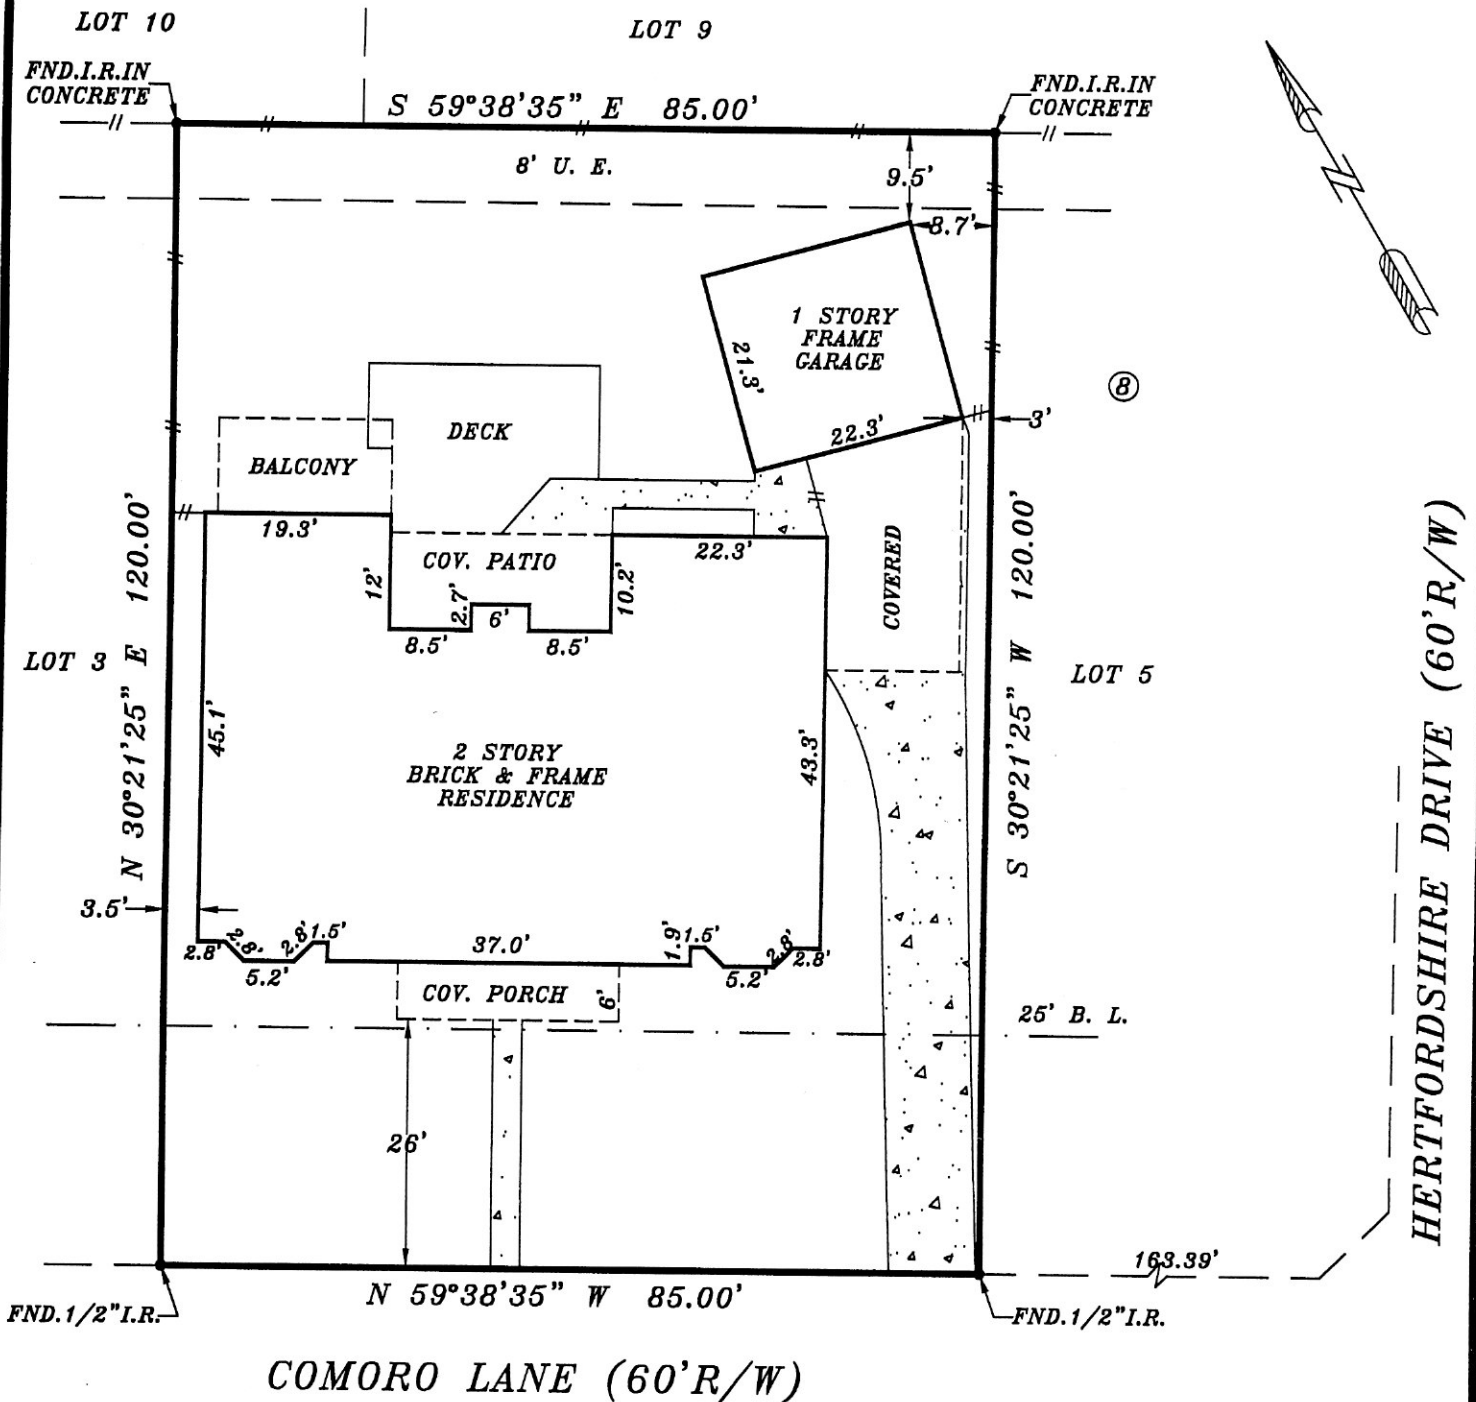 LOT 10
LOT 9
FND.I.R.IN
CONCRETE
S 59°38'35" E 85.00'
FND.I.R.IN
CONCRETE
8' U. E.
9.5'
8.7'
1 STORY
FRAME
GARAGE
21.3'
22.3'
3'
8
DECK
BALCONY
19.3'
COV. PATIO
22.3'
12'
2.7'
6'
10.2'
8.5'
8.5'
COVERED
N 30°21'25" E 120.00'
S 30°21'25" W 120.00'
LOT 3
LOT 5
HERTFORDSHIRE DRIVE (60'R/W)
45.1'
43.3'
2 STORY
BRICK & FRAME
RESIDENCE
3.5'
2.8'
2.8'
5.2'
2.8'
1.5'
37.0'
1.9'
1.5'
5.2'
2.8'
2.8'
COV. PORCH
6'
25' B. L.
26'
163.39'
N 59°38'35" W 85.00'
FND.1/2"I.R.
FND.1/2"I.R.
COMORO LANE (60'R/W)